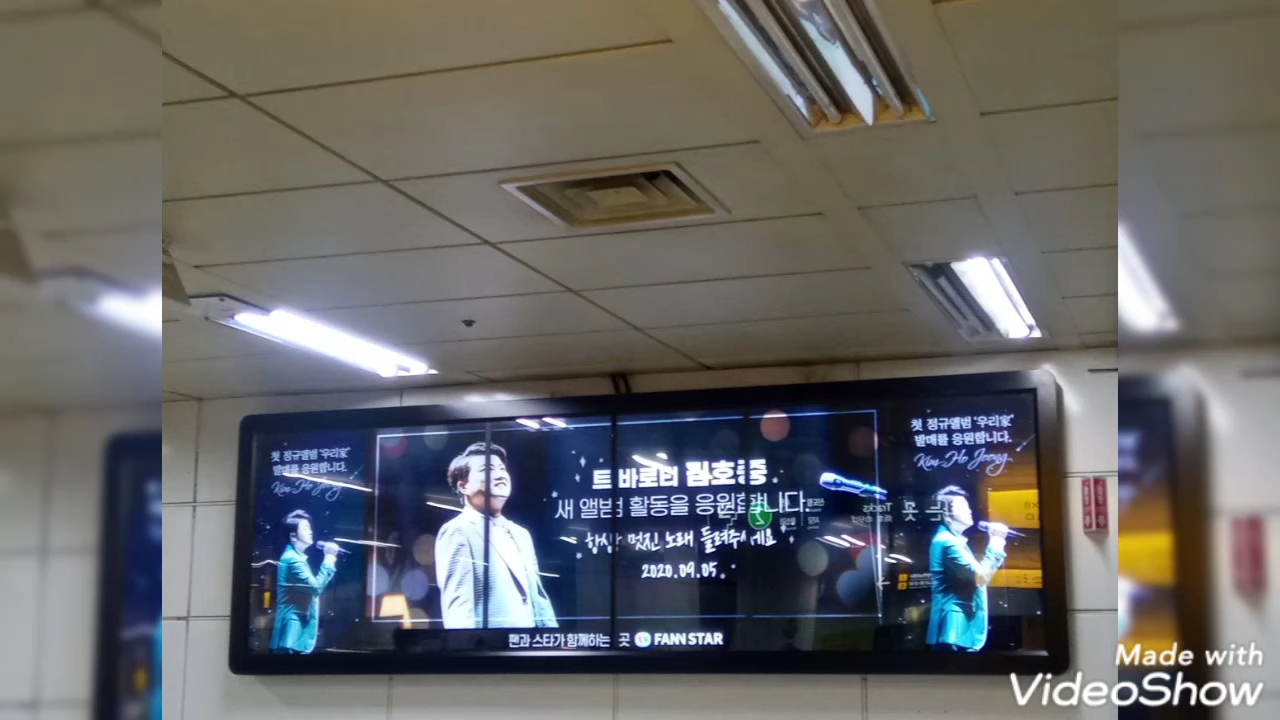 첫 정규앨범 '우리家'
발매를 응원합니다.
Kim-Ho Joong
트 바로티 김호중
새 앨범 활동을 응원합니다.
항상 멋진 노래 들려주세요
2020.09.05.
팬과 스타가 함께하는 곳 FANN STAR
첫 정규앨범 '우리家'
발매를 응원합니다.
Kim-Ho Joong
Made with
VideoShow